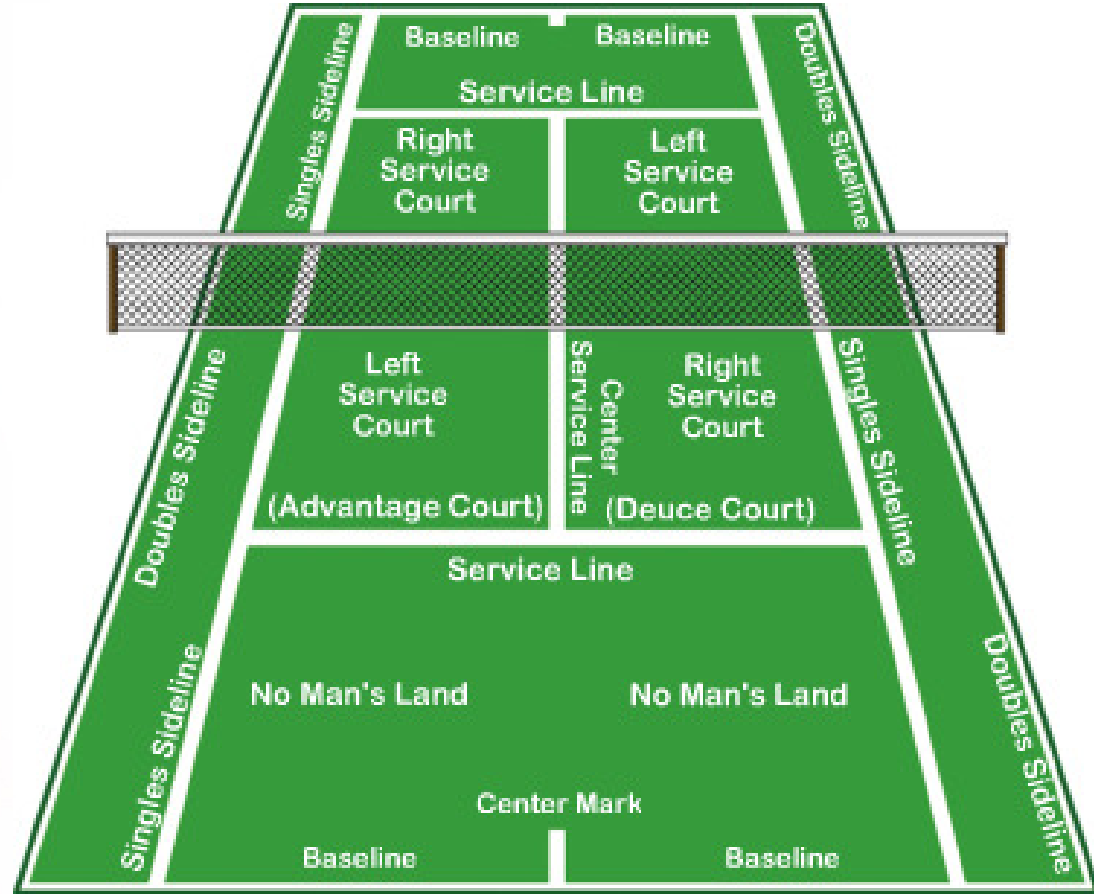 Baseline Baseline
Singles Sideline
Doubles Sideline
Service Line
Right
Service
Court
Left
Service
Court
Left
Service
Court
Center
Service Line
Right
Service
Court
Doubles Sideline
Singles Sideline
(Advantage Court)
(Deuce Court)
Service Line
No Man's Land
No Man's Land
Singles Sideline
Doubles Sideline
Center Mark
Baseline
Baseline